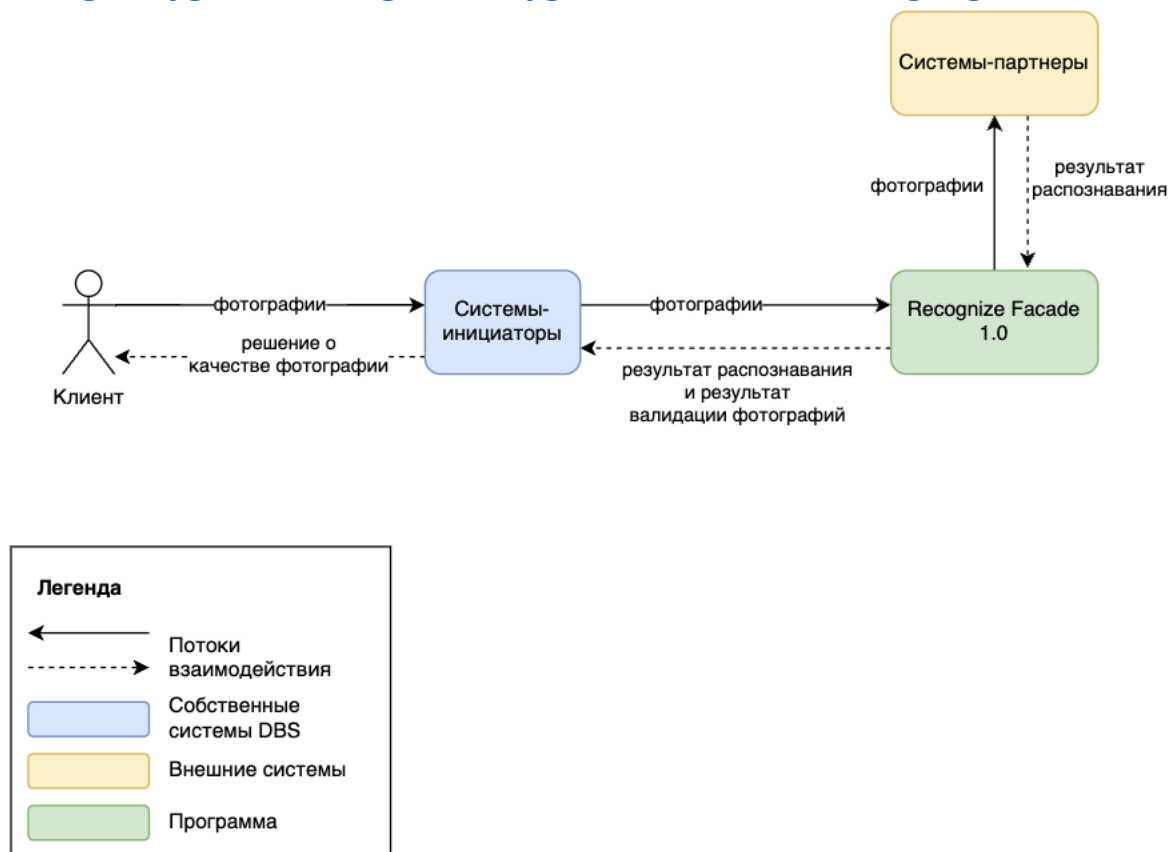 Системы-партнеры
фотографии
результат
распознавания
фотографии
Системы-
инициаторы
фотографии
Recognize Facade
1.0
решение о
качестве фотографии
результат распознавания
и результат
валидации фотографий
Клиент
Легенда
Потоки
взаимодействия
Собственные
системы DBS
Внешние системы
Программа